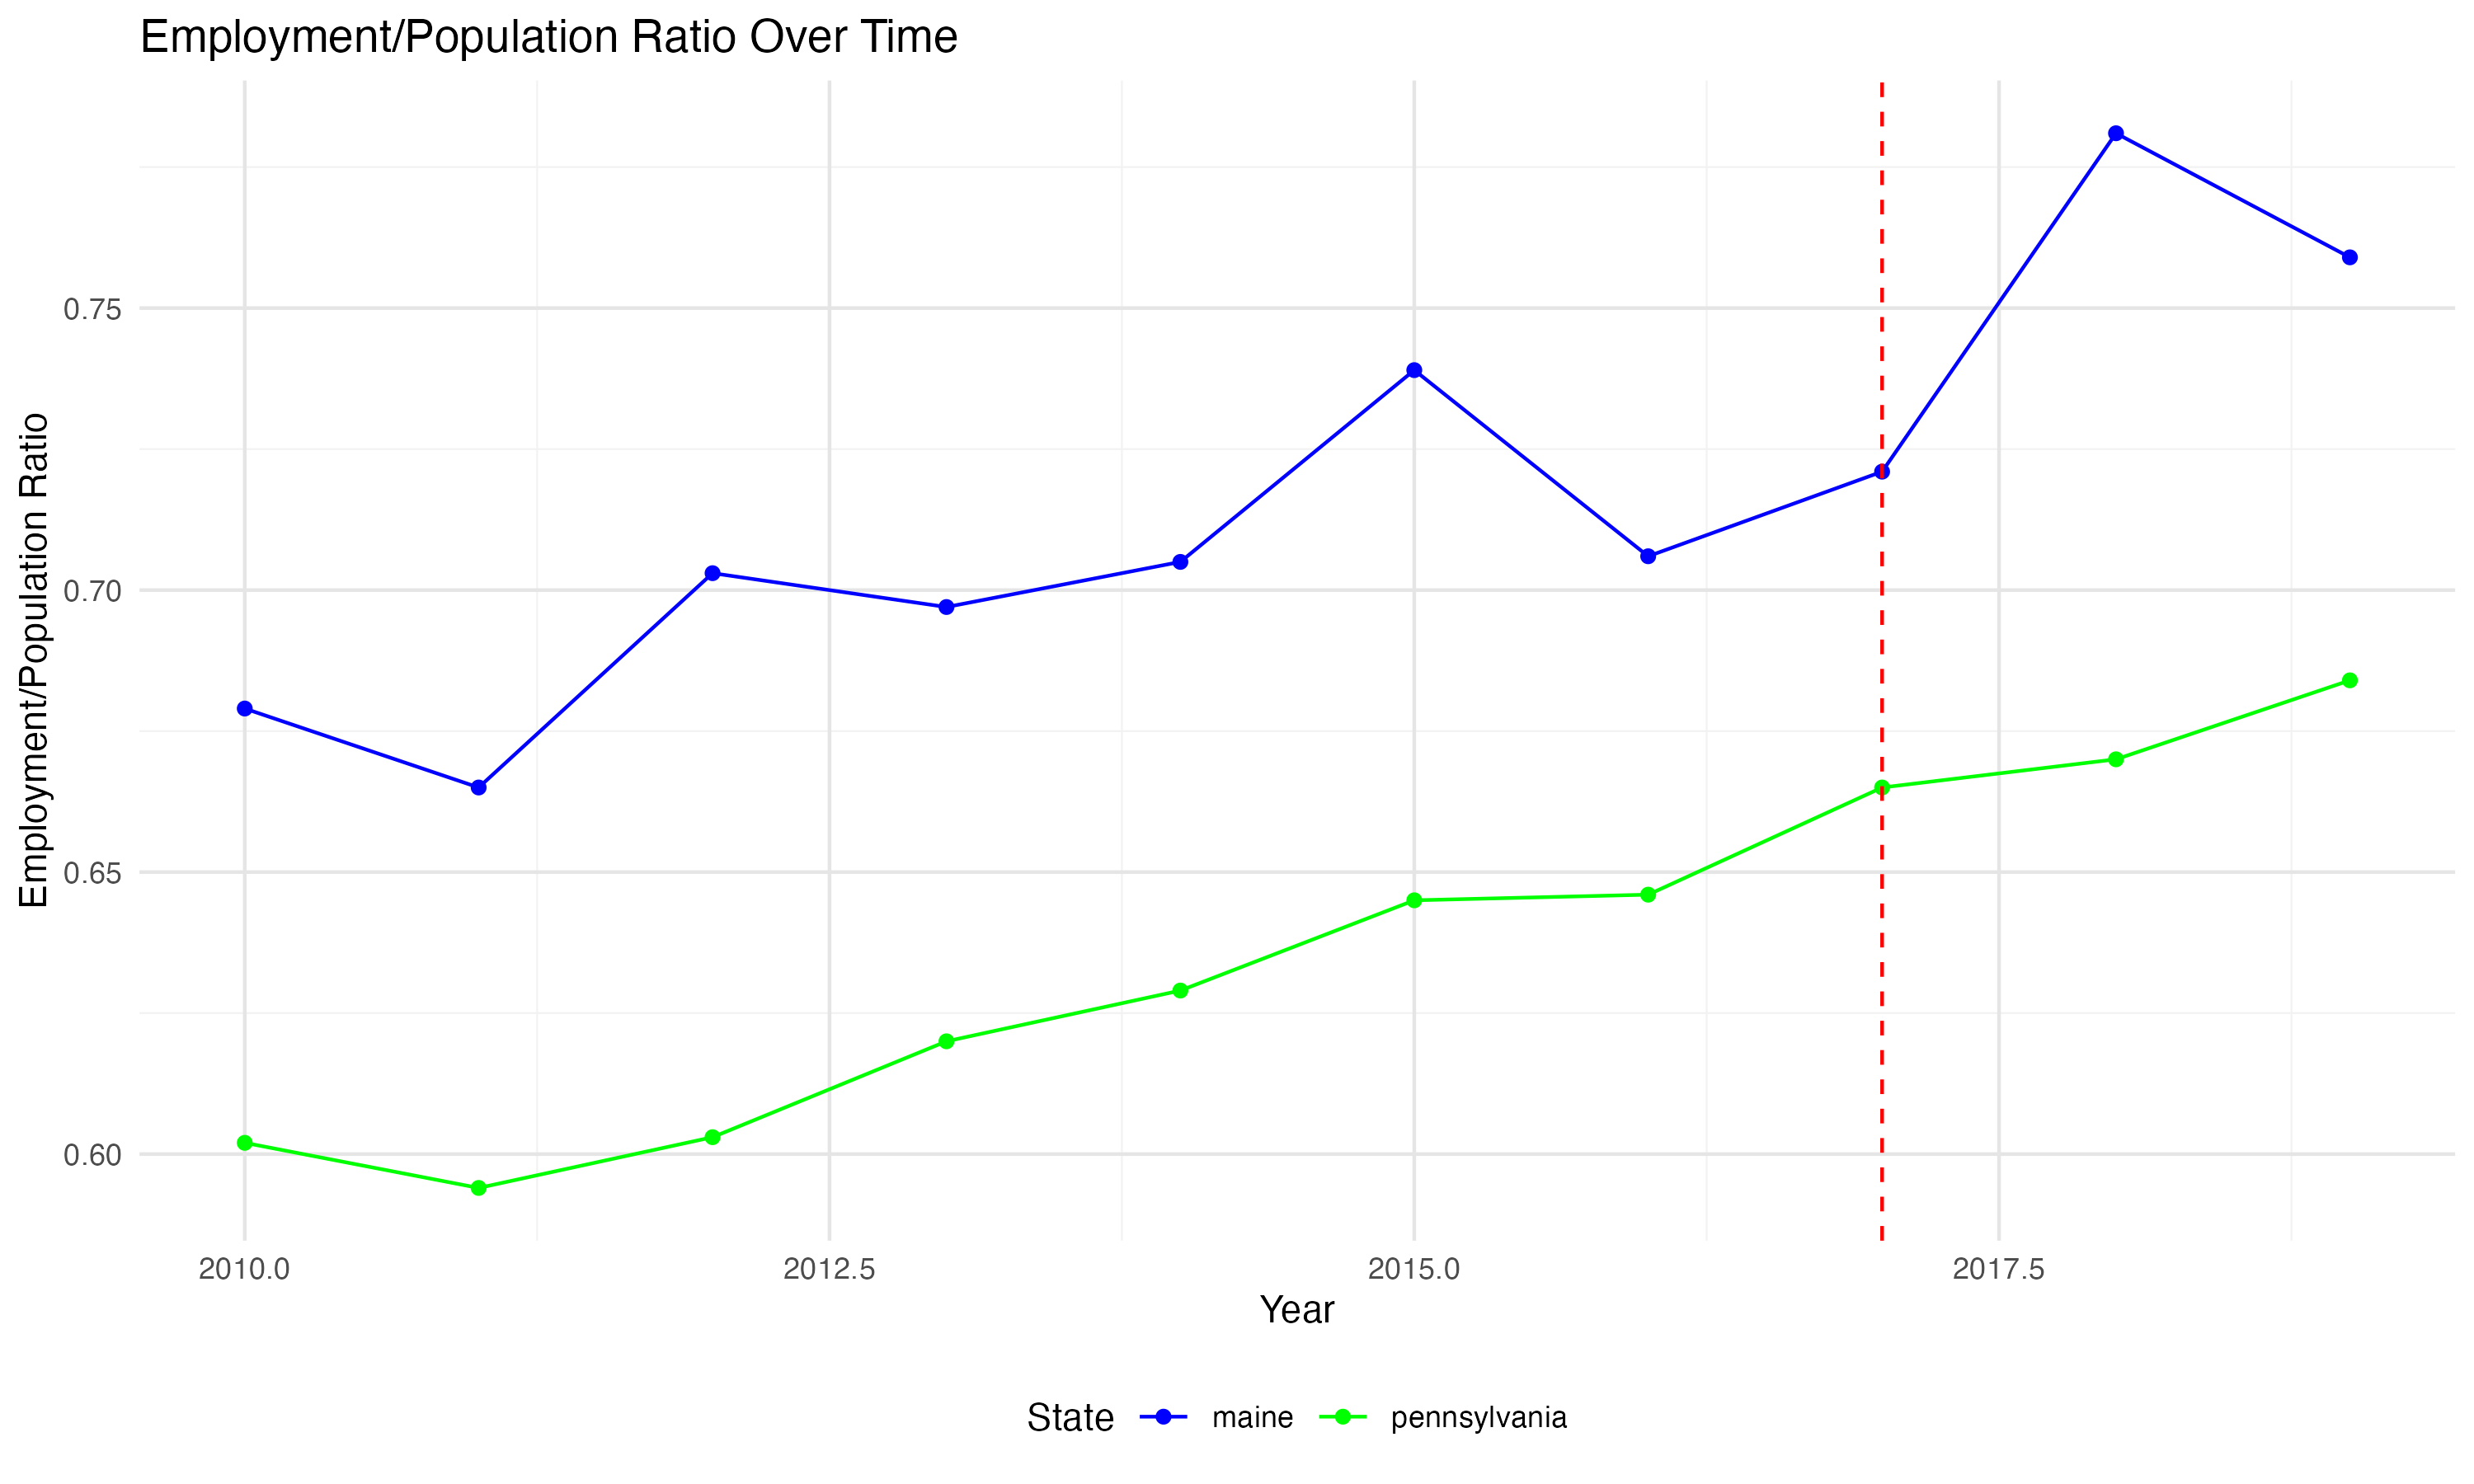 Employment/Population Ratio Over Time
Employment/Population Ratio
0.75
0.70
0.65
0.60
2010.0 2012.5 2015.0 2017.5
Year
State maine pennsylvania